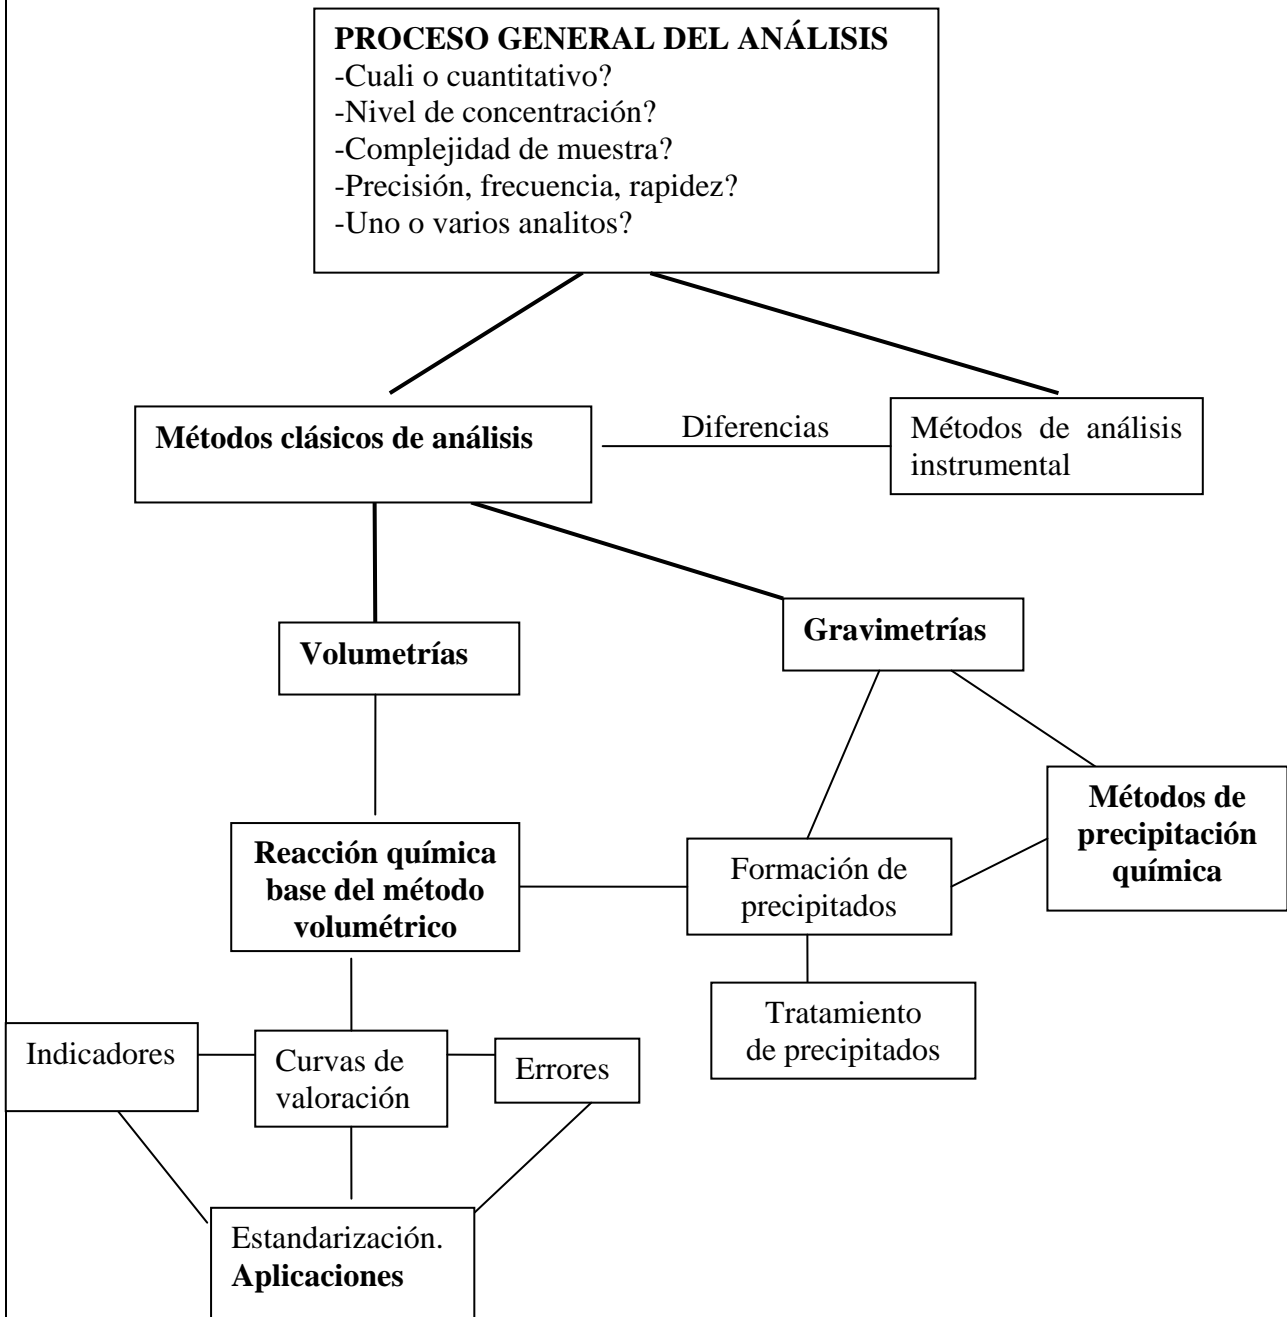 PROCESO GENERAL DEL ANÁLISIS
-Cuali o cuantitativo?
-Nivel de concentración?
-Complejidad de muestra?
-Precisión, frecuencia, rapidez?
-Uno o varios analitos?
Métodos clásicos de análisis
Diferencias
Métodos de análisis
instrumental
Volumetrías
Gravimetrías
Reacción química
base del método
volumétrico
Formación de
precipitados
Métodos de
precipitación
química
Tratamiento
de precipitados
Indicadores
Curvas de
valoración
Errores
Estandarización.
Aplicaciones